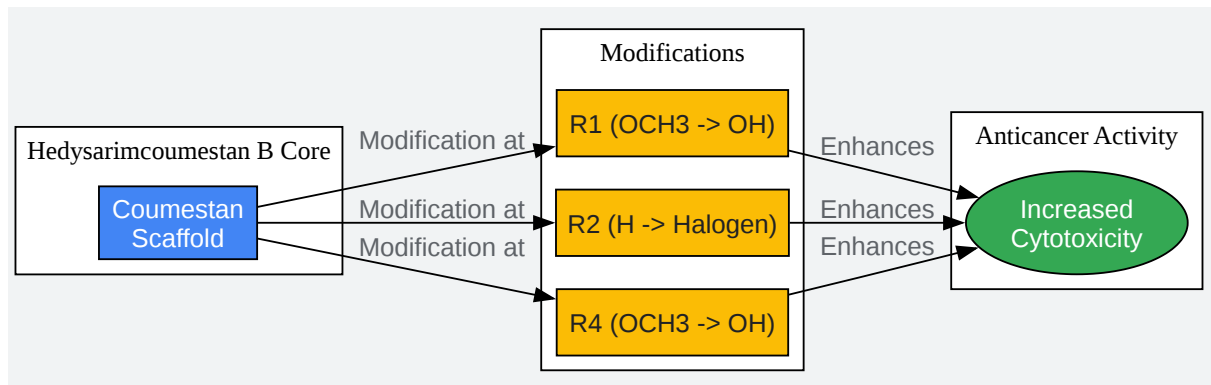 Hedysarimcoumestan B Core
Coumestan
Scaffold
Modification at
Modification at
Modification at
Modifications
R1 (OCH3 -> OH)
R2 (H -> Halogen)
R4 (OCH3 -> OH)
Enhances
Enhances
Enhances
Anticancer Activity
Increased
Cytotoxicity